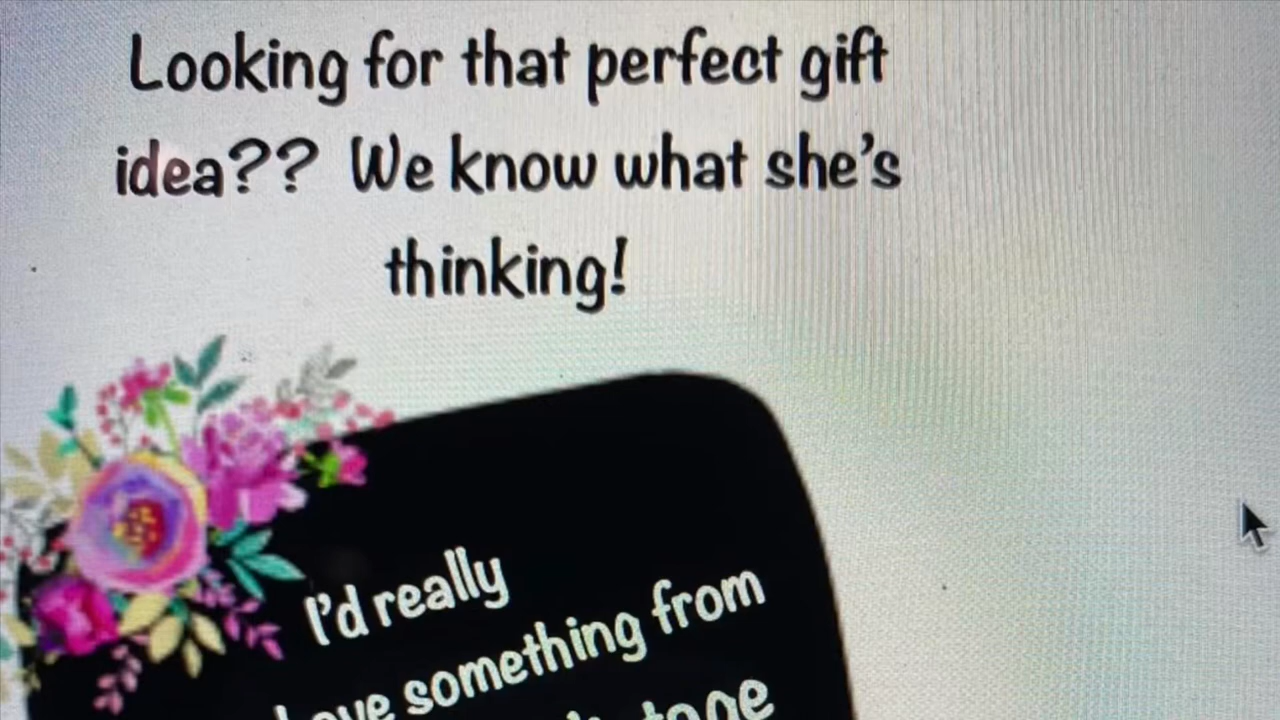 Looking for that perfect gift
idea?? We know what she's
thinking!
I'd really
love something from